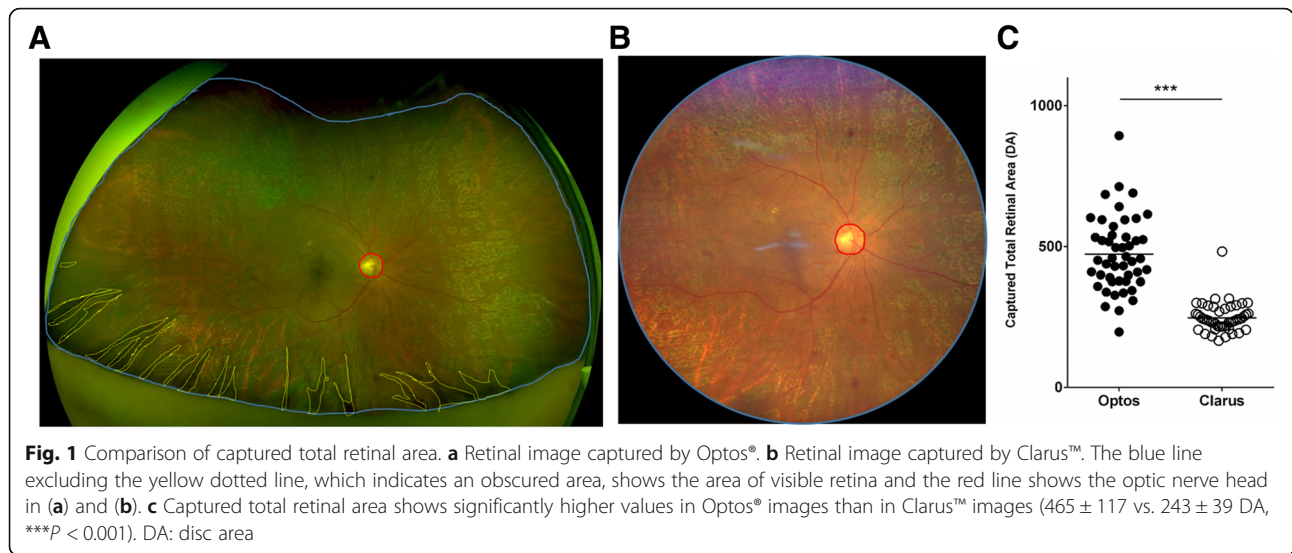 A
B
C
Captured Total Retinal Area (DA)
1000
500
0
***
Optos
Clarus
Fig. 1 Comparison of captured total retinal area. a Retinal image captured by Optos®. b Retinal image captured by Clarus™. The blue line
excluding the yellow dotted line, which indicates an obscured area, shows the area of visible retina and the red line shows the optic nerve head
in (a) and (b). c Captured total retinal area shows significantly higher values in Optos® images than in Clarus™ images (465 ± 117 vs. 243 ± 39 DA,
***P < 0.001). DA: disc area